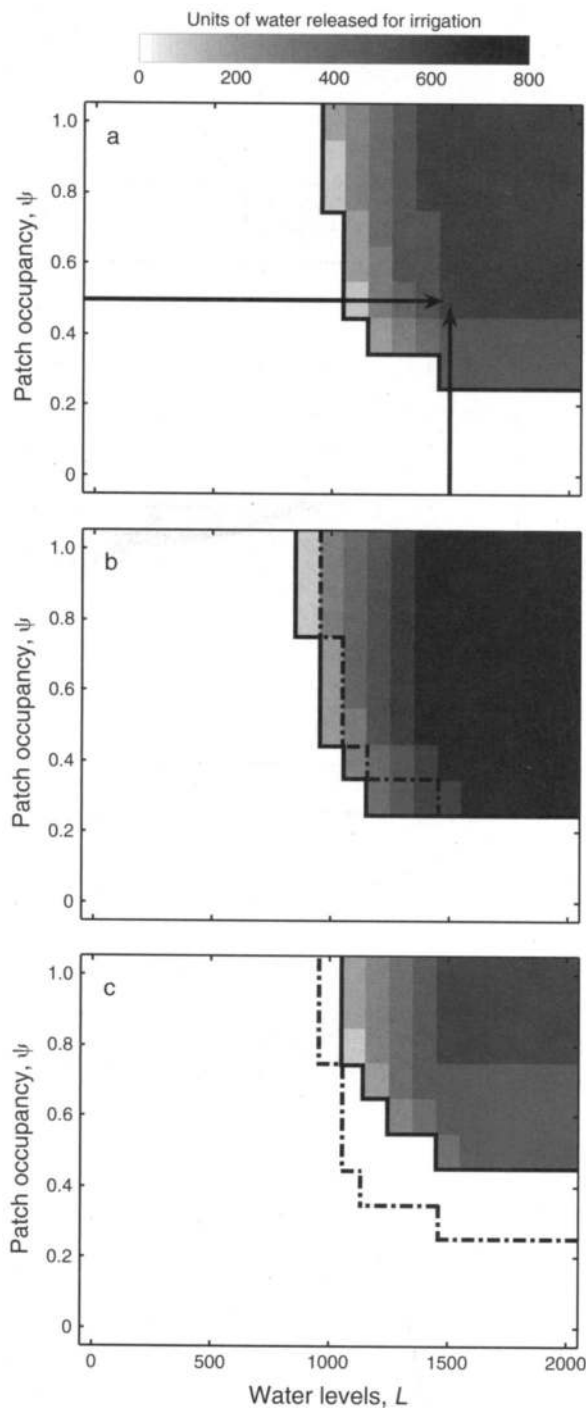 Units of water released for irrigation
0 200 400 600 800
a
Patch occupancy, ψ
1.0
0.8
0.6
0.4
0.2
0
b
Patch occupancy, ψ
1.0
0.8
0.6
0.4
0.2
0
c
Patch occupancy, ψ
1.0
0.8
0.6
0.4
0.2
0
0 500 1000 1500 2000
Water levels, L